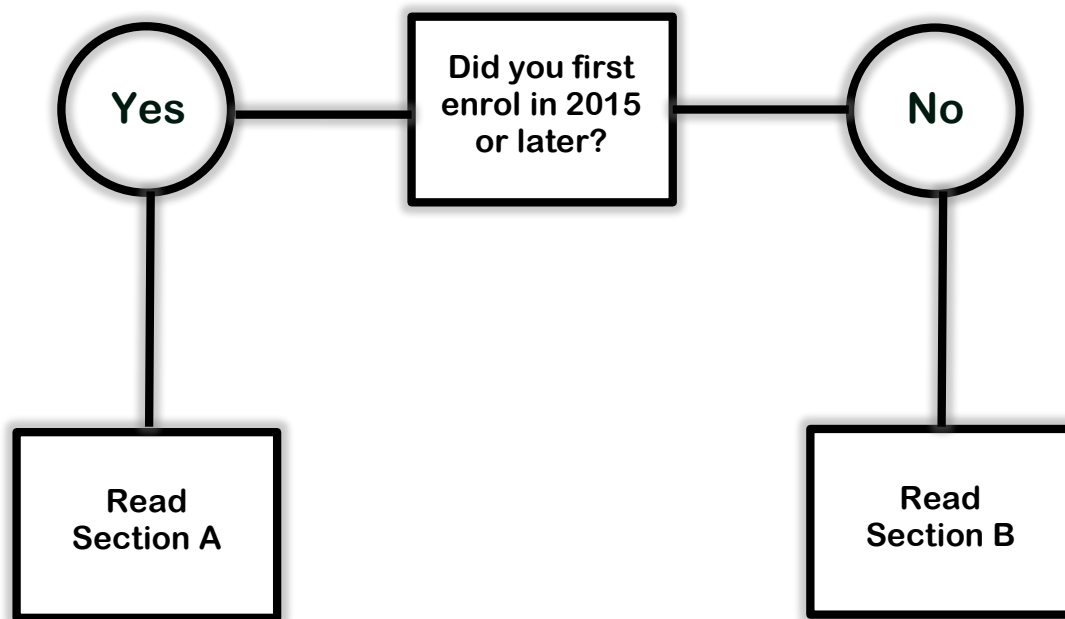 Yes
Did you first
enrol in 2015
or later?
No
Read
Section A
Read
Section B